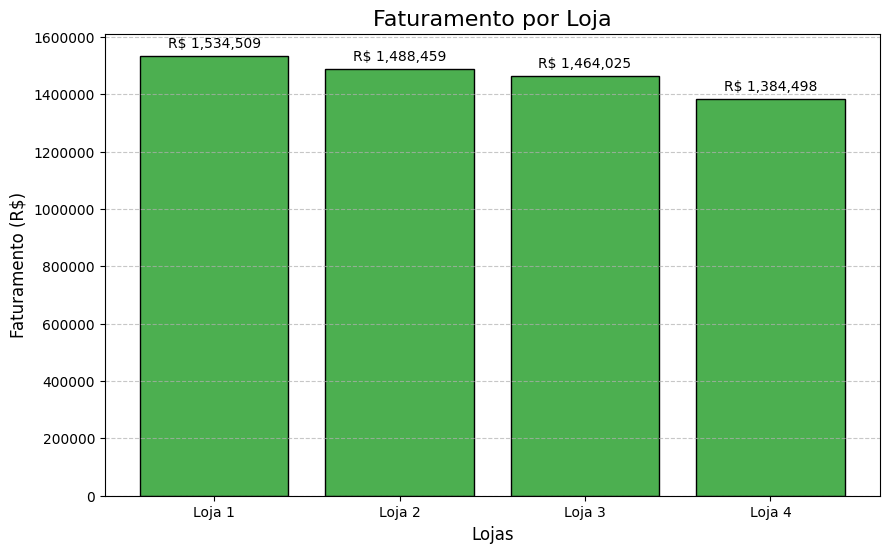 Faturamento por Loja
Faturamento (R$)
1600000
1400000
1200000
1000000
800000
600000
400000
200000
0
R$ 1,534,509
R$ 1,488,459
R$ 1,464,025
R$ 1,384,498
Loja 1
Loja 2
Loja 3
Loja 4
Lojas